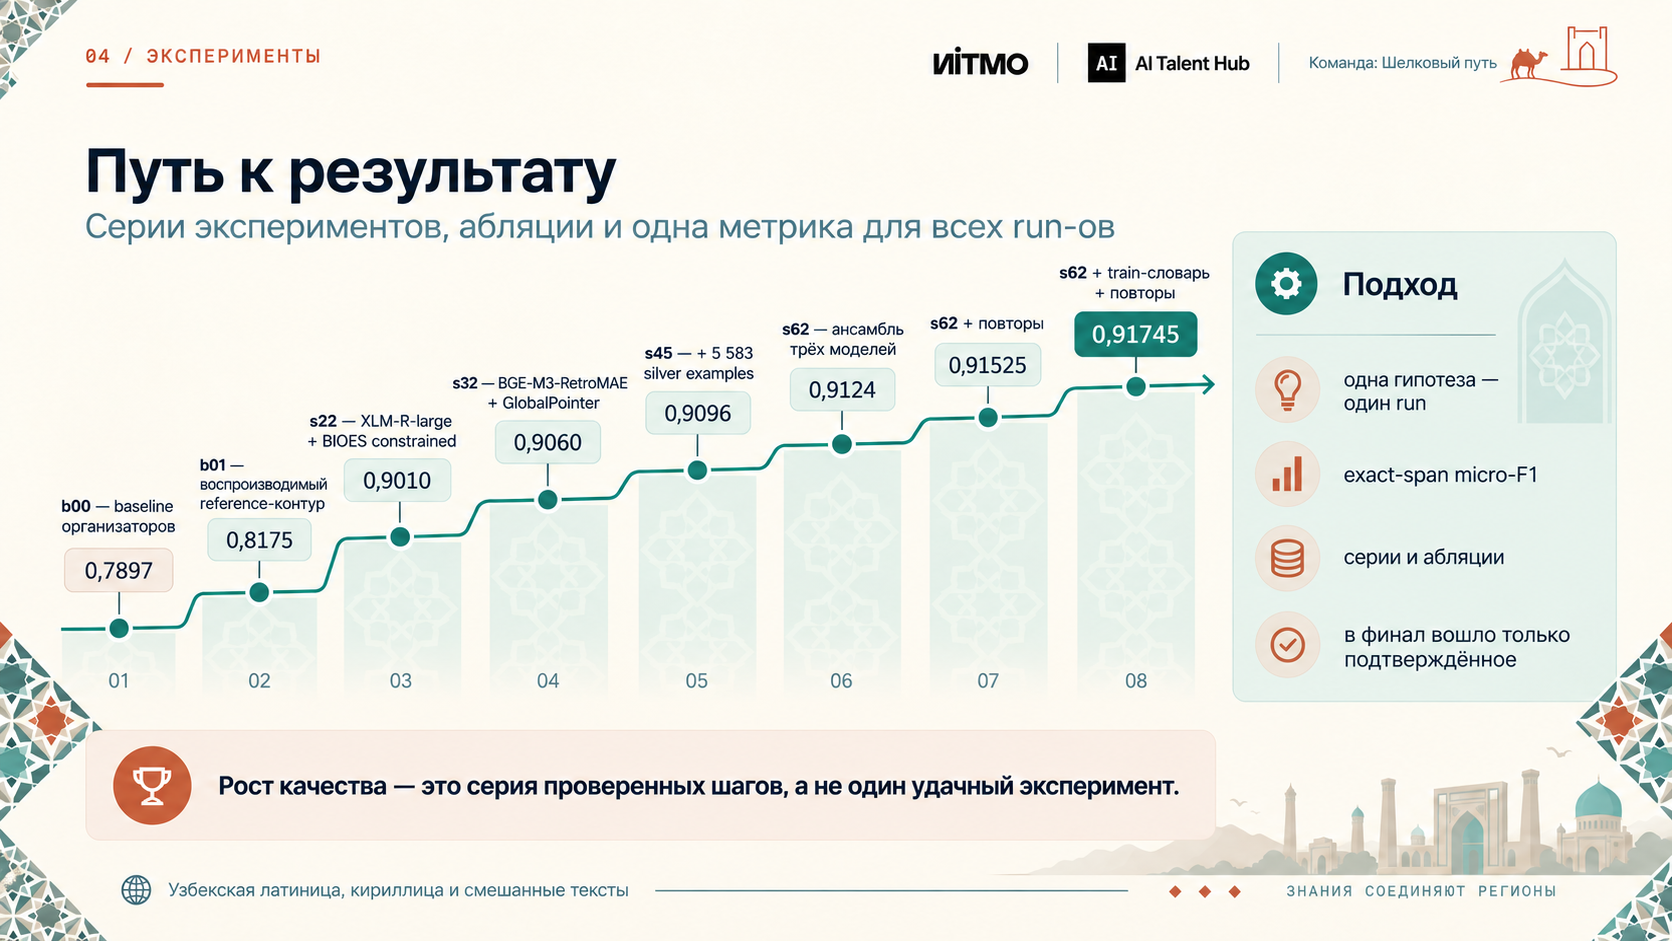 04 / ЭКСПЕРИМЕНТЫ
ИТМО
AI
AI Talent Hub
Команда: Шелковый путь
Путь к результату
Серии экспериментов, абляции и одна метрика для всех run-ов
b00 — baseline
организаторов
0,7897
01
b01 —
воспроизводимый
reference-контур
0,8175
02
s22 — XLM-R-large
+ BIOES constrained
0,9010
03
s32 — BGE-M3-RetroMAE
+ GlobalPointer
0,9060
04
s45 — + 5 583
silver examples
0,9096
05
s62 — ансамбль
трёх моделей
0,9124
06
s62 + повторы
0,91525
07
s62 + train-словарь
+ повторы
0,91745
08
Подход
одна гипотеза —
один run
exact-span micro-F1
серии и абляции
в финал вошло только
подтверждённое
Рост качества — это серия проверенных шагов, а не один удачный эксперимент.
Узбекская латиница, кириллица и смешанные тексты
ЗНАНИЯ СОЕДИНЯЮТ РЕГИОНЫ